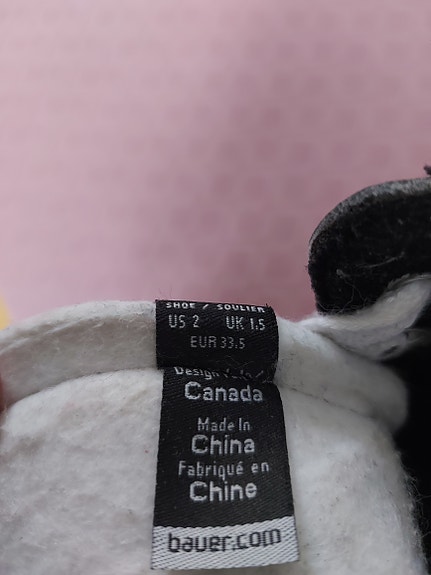 SHOE / SOULIER
US 2 UK 1.5
EUR 33.5
Design
Canada
Made In
China
Fabriqué en
Chine
bauer.com